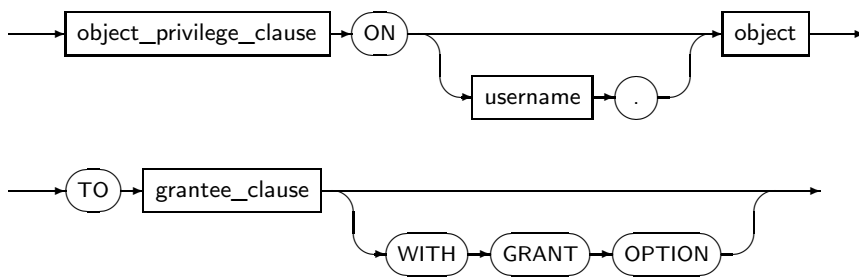 object_privilege_clause ON object
username .
TO grantee_clause
WITH GRANT OPTION